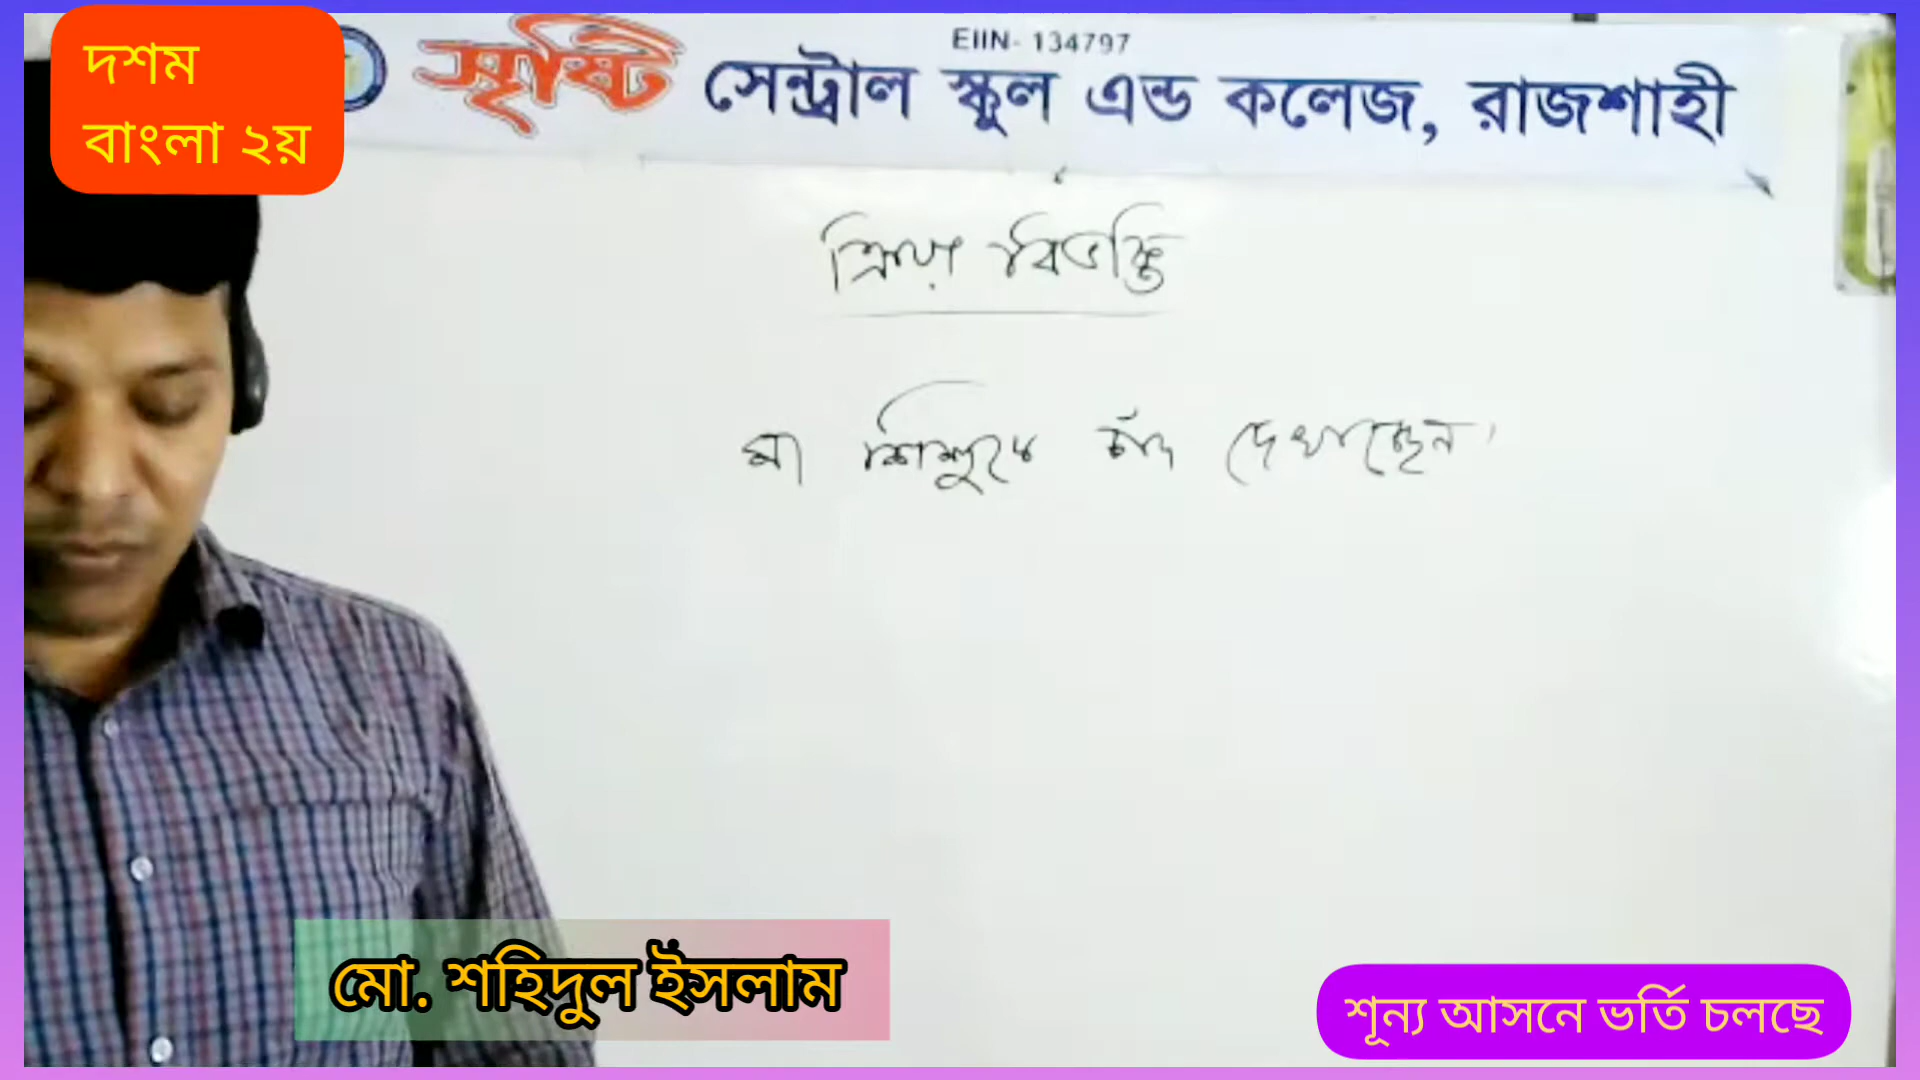 দশম
বাংলা ২য়
EIIN- 134797
সৃষ্টি সেন্ট্রাল স্কুল এন্ড কলেজ, রাজশাহী
ক্রিয়া বিভক্তি
মা শিশুকে চাঁদ দেখাচ্ছেন।
মো. শহিদুল ইসলাম
শূন্য আসনে ভর্তি চলছে